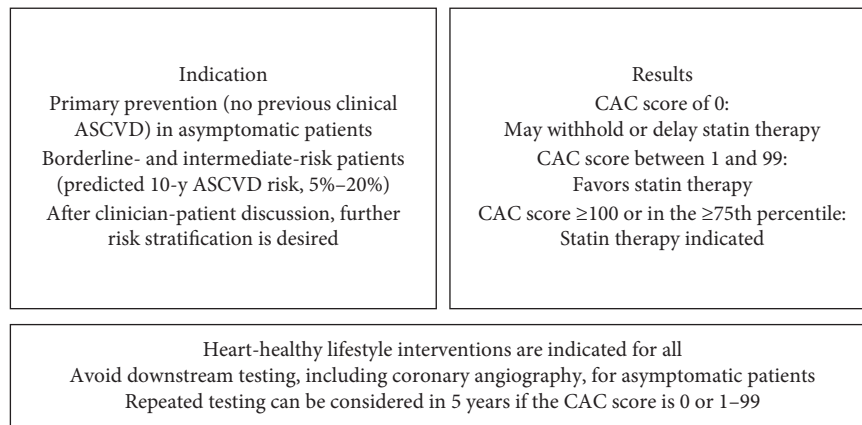 Indication
Primary prevention (no previous clinical
ASCVD) in asymptomatic patients
Borderline- and intermediate-risk patients
(predicted 10-y ASCVD risk, 5%–20%)
After clinician-patient discussion, further
risk stratification is desired
Results
CAC score of 0:
May withhold or delay statin therapy
CAC score between 1 and 99:
Favors statin therapy
CAC score ≥100 or in the ≥75th percentile:
Statin therapy indicated
Heart-healthy lifestyle interventions are indicated for all
Avoid downstream testing, including coronary angiography, for asymptomatic patients
Repeated testing can be considered in 5 years if the CAC score is 0 or 1–99